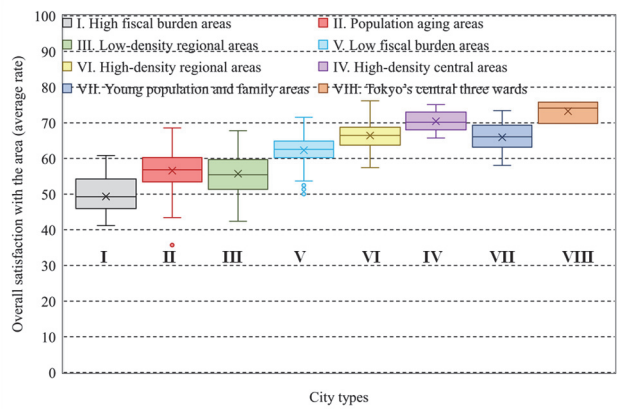 100
I. High fiscal burden areas
II. Population aging areas
90
III. Low-density regional areas
V. Low fiscal burden areas
VI. High-density regional areas
IV. High-density central areas
80
VII. Young population and family areas
VIII. Tokyo's central three wards
70
60
50
40
I II III V VI IV VII VIII
30
20
10
0
Overall satisfaction with the area (average rate)
City types